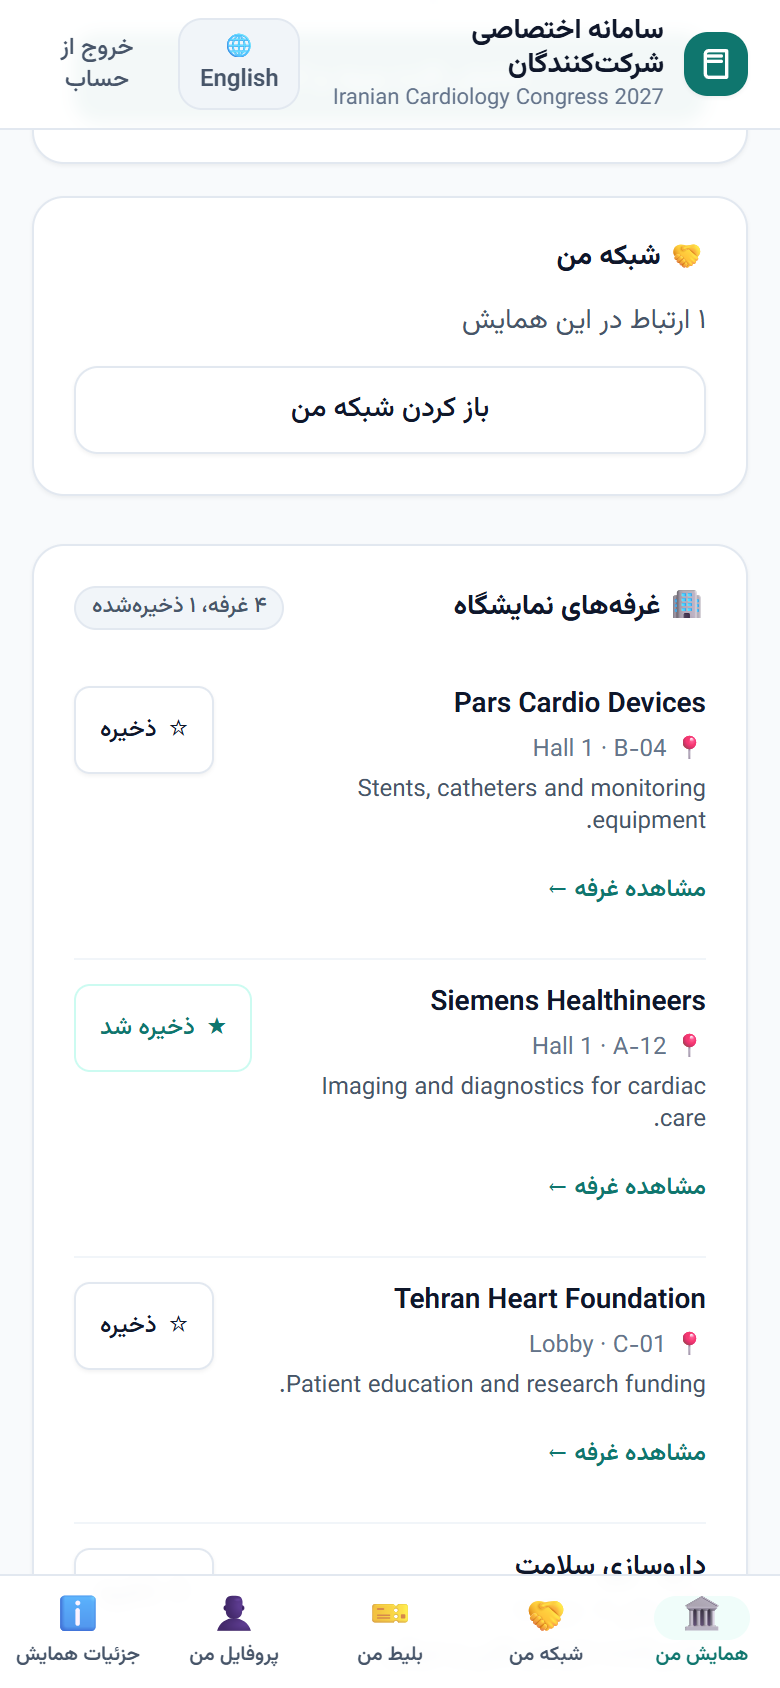 سامانه اختصاصی
شرکت‌کنندگان
Iranian Cardiology Congress 2027
English
خروج از
حساب
شبکه من
۱ ارتباط در این همایش
باز کردن شبکه من
غرفه‌های نمایشگاه
۴ غرفه، ۱ ذخیره‌شده
Pars Cardio Devices
☆ ذخیره
Hall 1 · B-04
Stents, catheters and monitoring
equipment.
مشاهده غرفه ←
Siemens Healthineers
★ ذخیره شد
Hall 1 · A-12
Imaging and diagnostics for cardiac
care.
مشاهده غرفه ←
Tehran Heart Foundation
☆ ذخیره
Lobby · C-01
Patient education and research funding.
مشاهده غرفه ←
داروسازی سلامت
همایش من
شبکه من
بلیط من
پروفایل من
جزئیات همایش